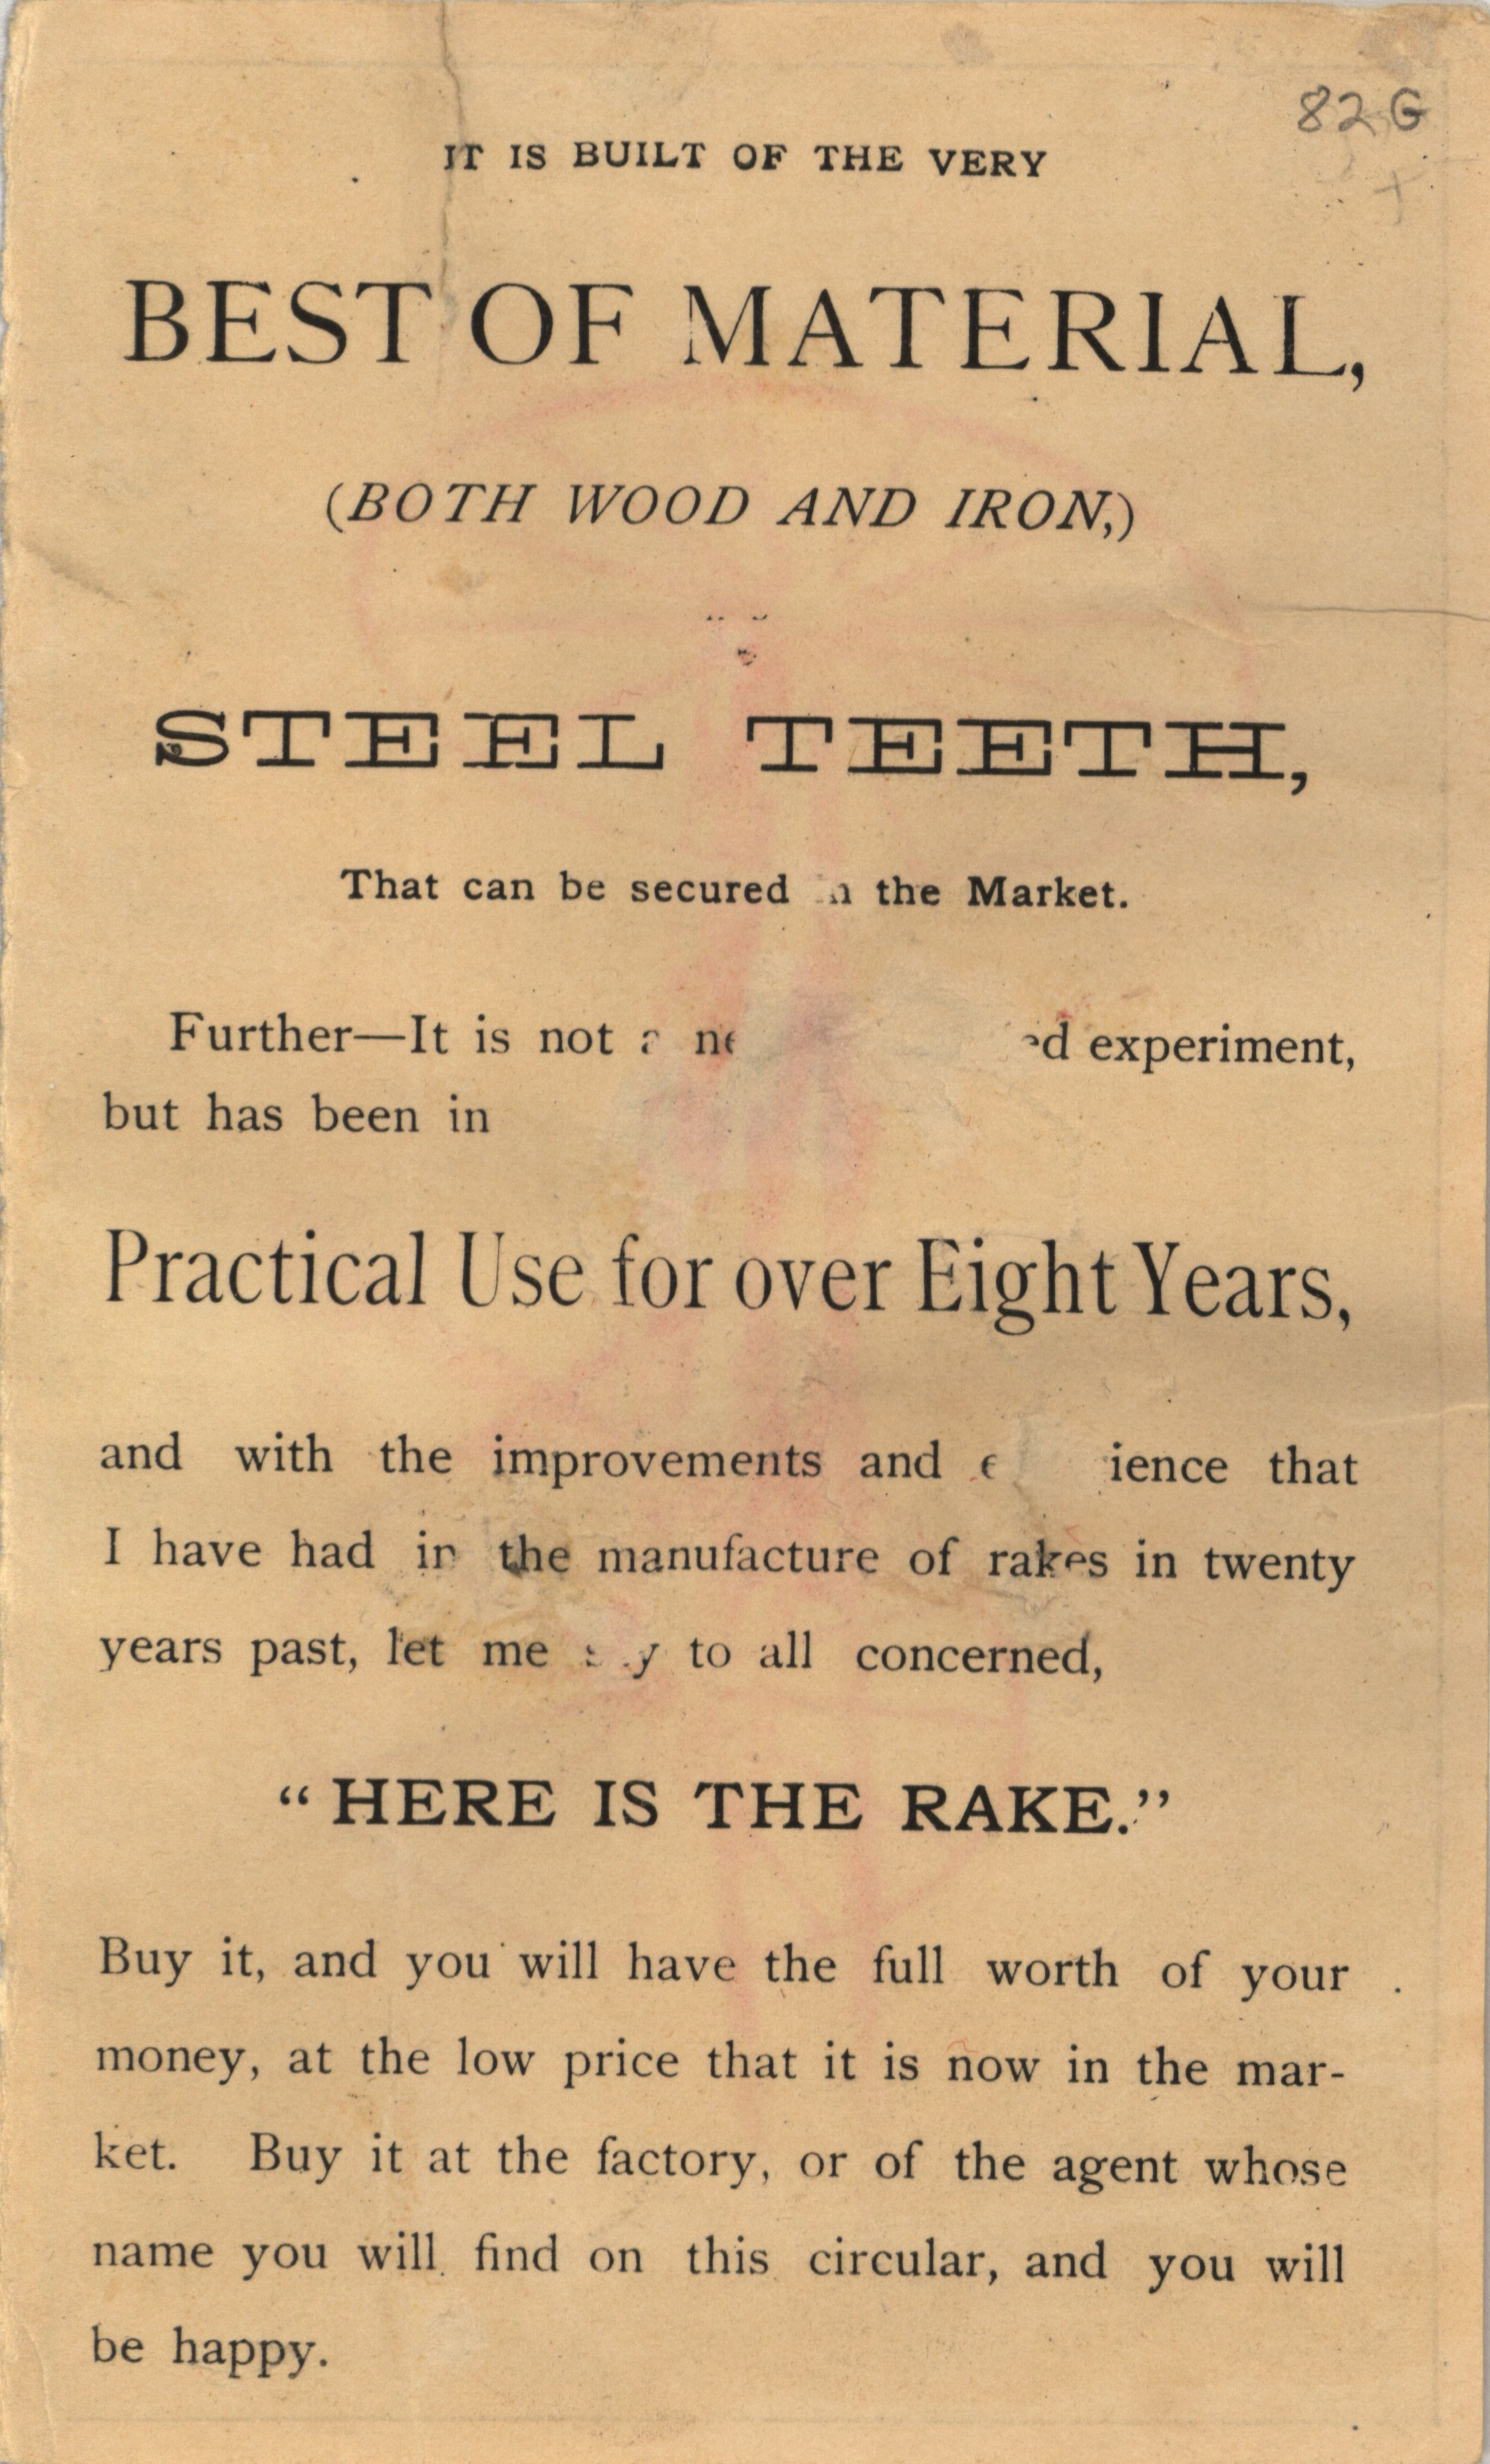 82 G
IT IS BUILT OF THE VERY
BEST OF MATERIAL,
(BOTH WOOD AND IRON,)
STEEL TEETH,
That can be secured the Market.
Further—It is not experiment,
but has been in
Practical Use for over Eight Years,
and with the improvements and that
I have had in the manufacture of rakes in twenty
years past, let me to all concerned,
“HERE IS THE RAKE.”
Buy it, and you will have the full worth of your
money, at the low price that it is now in the mar-
ket. Buy it at the factory, or of the agent whose
name you will find on this circular, and you will
be happy.